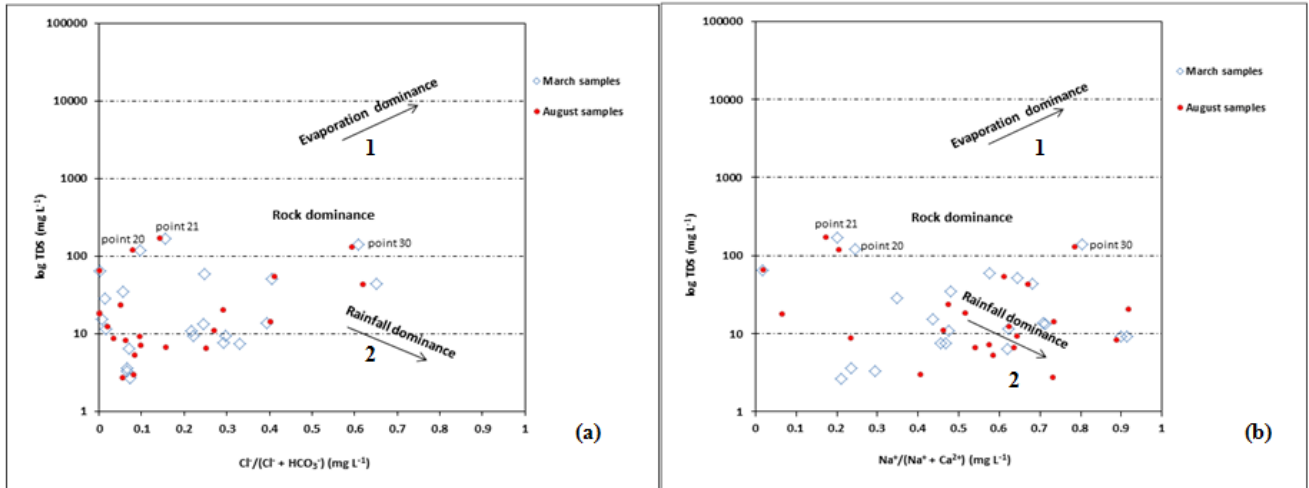 100000
10000
1000
100
10
1
log TDS (mg L⁻¹)
Evaporation dominance
1
Rock dominance
point 20
point 21
point 30
Rainfall dominance
2
0 0.1 0.2 0.3 0.4 0.5 0.6 0.7 0.8 0.9 1
Cl⁻/(Cl⁻ + HCO₃⁻) (mg L⁻¹)
March samples
August samples
(a)
100000
10000
1000
100
10
1
log TDS (mg L⁻¹)
Evaporation dominance
1
Rock dominance
point 21
point 20
point 30
Rainfall dominance
2
0 0.1 0.2 0.3 0.4 0.5 0.6 0.7 0.8 0.9 1
Na⁺/(Na⁺ + Ca²⁺) (mg L⁻¹)
March samples
August samples
(b)